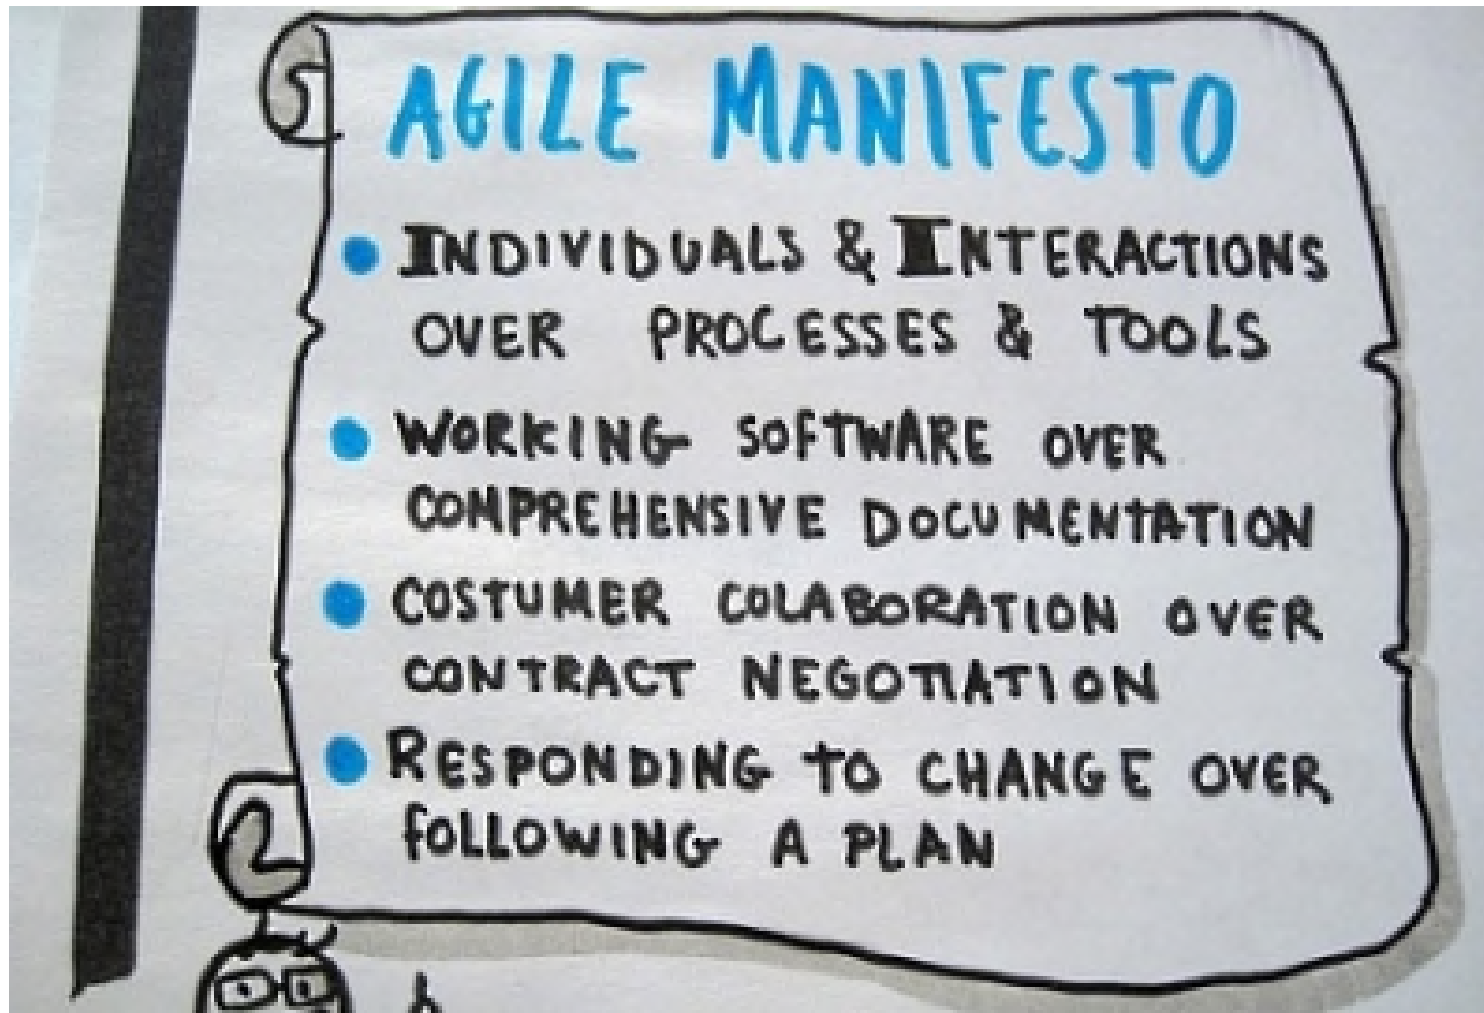 AGILE MANIFESTO
• INDIVIDUALS & INTERACTIONS
OVER PROCESSES & TOOLS
• WORKING SOFTWARE OVER
COMPREHENSIVE DOCUMENTATION
• COSTUMER COLABORATION OVER
CONTRACT NEGOTIATION
• RESPONDING TO CHANGE OVER
FOLLOWING A PLAN